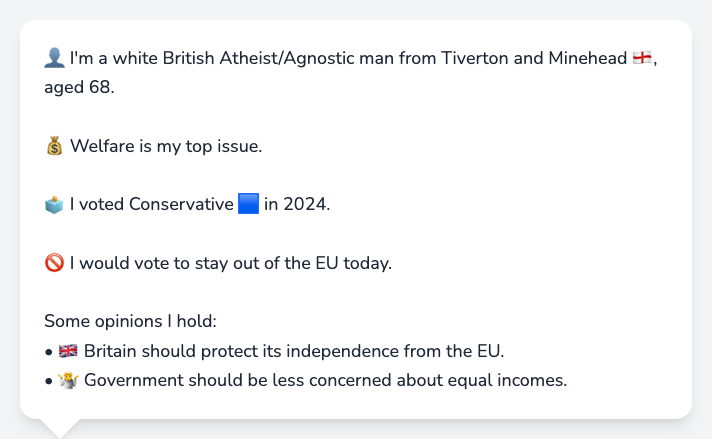 👤 I'm a white British Atheist/Agnostic man from Tiverton and Minehead 🏴󠁧󠁢󠁥󠁮󠁧󠁿,
aged 68.
💰 Welfare is my top issue.
🗳️ I voted Conservative 🟦 in 2024.
🚫 I would vote to stay out of the EU today.
Some opinions I hold:
• 🇬🇧 Britain should protect its independence from the EU.
• 🤷 Government should be less concerned about equal incomes.